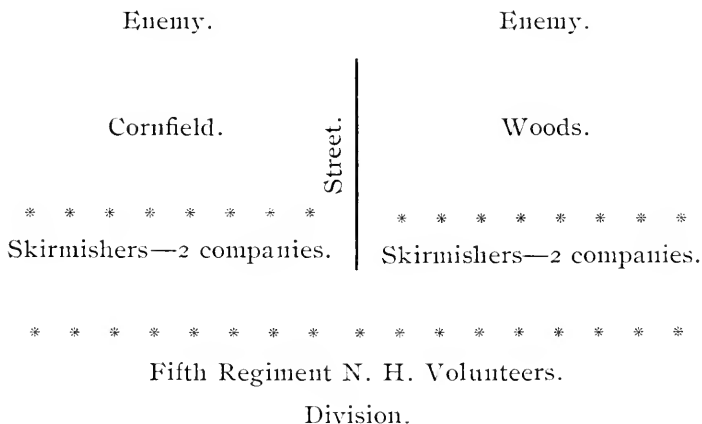 Enemy. Enemy.
Cornfield. Street. Woods.
* * * * * * * * * * * * * * * *
Skirmishers—2 companies. Skirmishers—2 companies.
* * * * * * * * * * * * * * * * *
Fifth Regiment N. H. Volunteers.
Division.